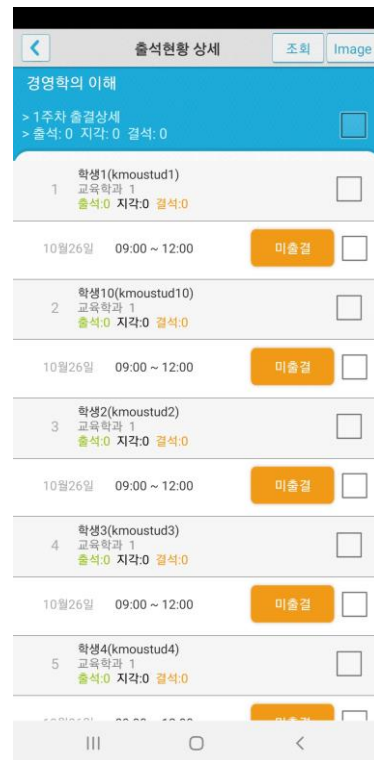 출석현황 상세
조회
Image
경영학의 이해
> 1주차 출결상세
> 출석: 0 지각: 0 결석: 0
1
학생1(kmoustud1)
교육학과 1
출석:0 지각:0 결석:0
10월26일 09:00 ~ 12:00 미출결
2
학생10(kmoustud10)
교육학과 1
출석:0 지각:0 결석:0
10월26일 09:00 ~ 12:00 미출결
3
학생2(kmoustud2)
교육학과 1
출석:0 지각:0 결석:0
10월26일 09:00 ~ 12:00 미출결
4
학생3(kmoustud3)
교육학과 1
출석:0 지각:0 결석:0
10월26일 09:00 ~ 12:00 미출결
5
학생4(kmoustud4)
교육학과 1
출석:0 지각:0 결석:0